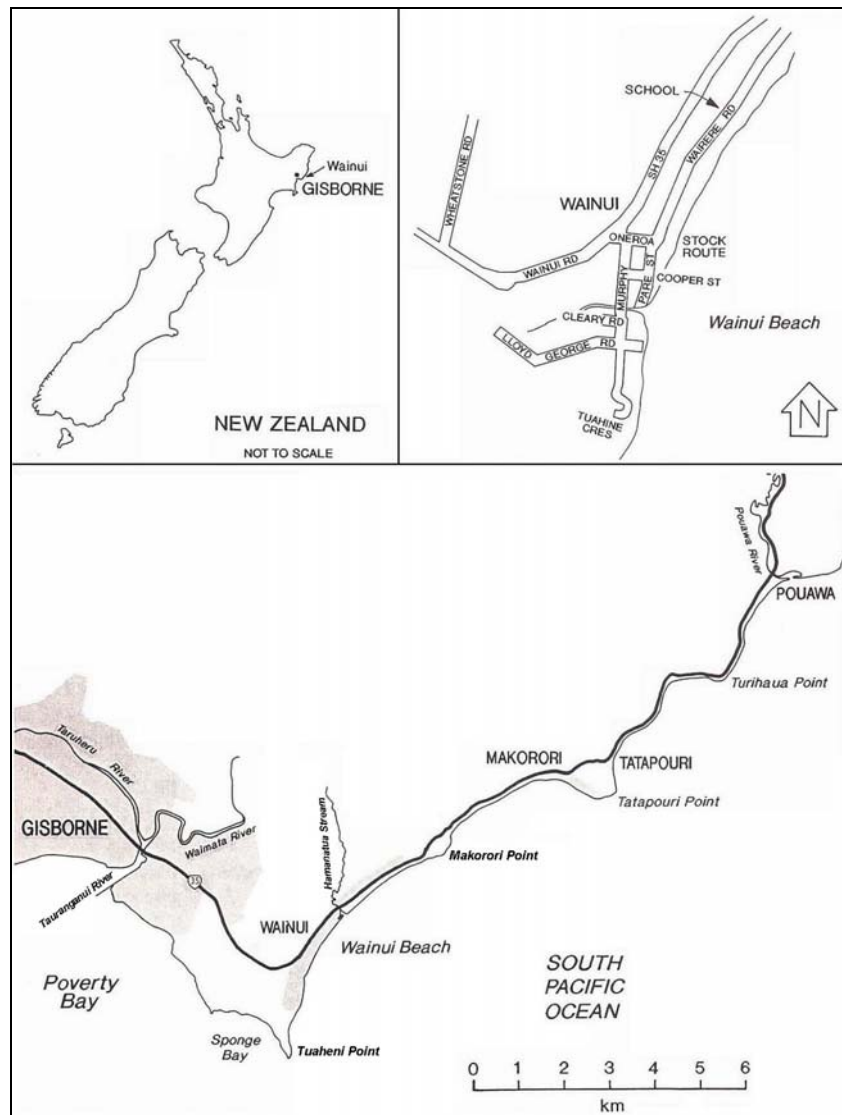 Wainui
GISBORNE
NEW ZEALAND
NOT TO SCALE
SCHOOL
WHEATSTONE RD
SH 35
WAIRERE RD
WAINUI
ONEROA
STOCK
ROUTE
WAINUI RD
MURPHY
PARE ST
COOPER ST
CLEARY RD
Wainui Beach
LLOYD GEORGE RD
TUAHINE
CRES
N
Pouawa River
POUAWA
Turihaua Point
MAKORORI
TATAPOURI
Tatapouri Point
Taruheru
River
GISBORNE
Waimata River
Hamanatua Stream
Makorori Point
35
Tauranganui River
WAINUI
Wainui Beach
Poverty
Bay
SOUTH
PACIFIC
OCEAN
Sponge
Bay
Tuaheni Point
0 1 2 3 4 5 6
km